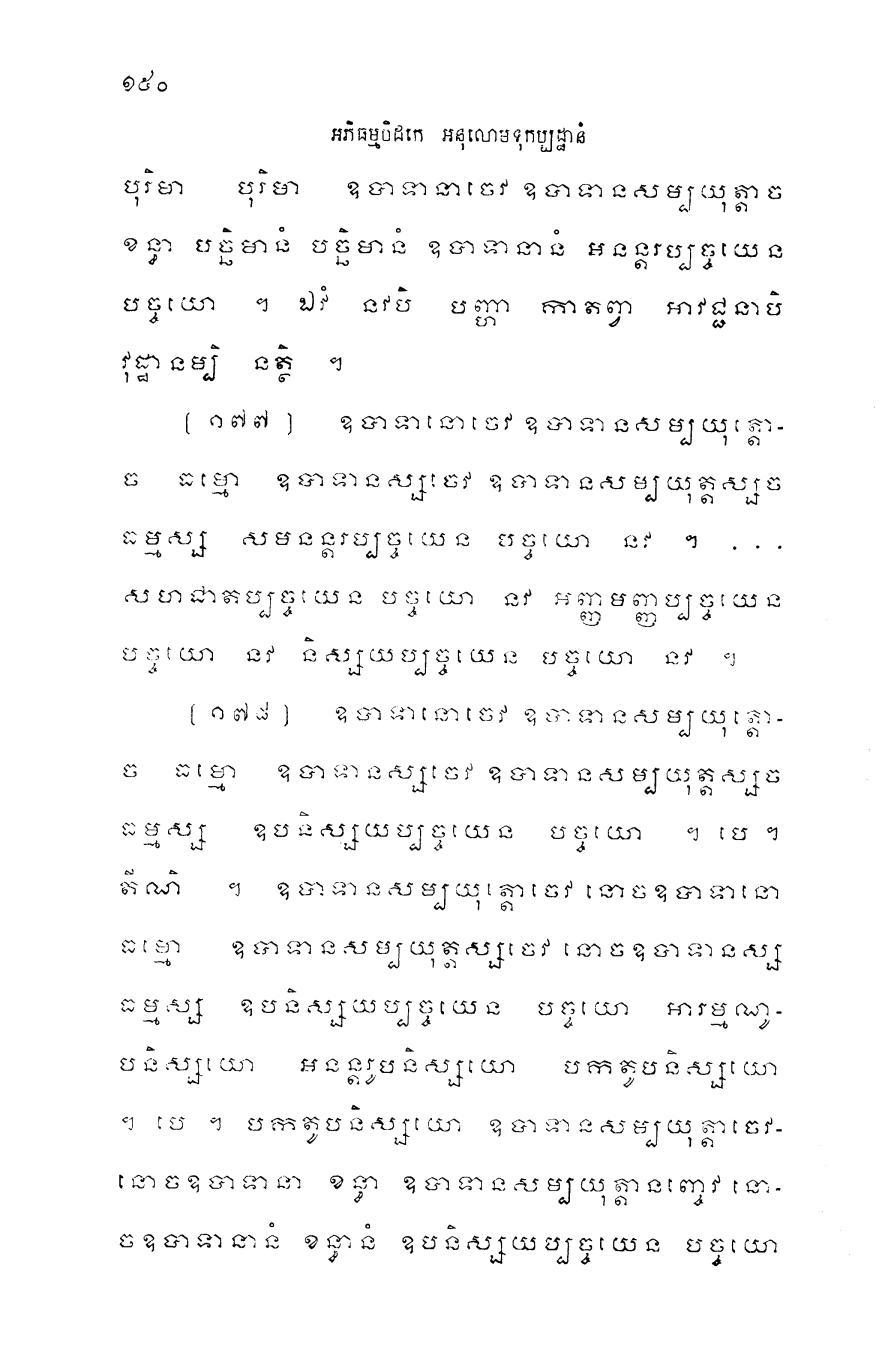 ១៥០
អភិធម្មបិដកេ អនុលោមទុកប្បដ្ឋានំ
បុរិមា បុរិមា ឧបាទានាចេវ ឧបាទានសម្បយុត្តាច
ខន្ធា បច្ឆិមានំ បច្ឆិមានំ ឧបាទានានំ អនន្តរប្បច្ចយេន
បច្ចយោ ។ ឯវំ នវបិ បញ្ហា កាតព្វា អាវជ្ជនាបិ
វុដ្ឋានម្បិ នត្ថិ ។
[ ១៧៧ ] ឧបាទានោចេវ ឧបាទានសម្បយុត្តោ-
ច ធម្មោ ឧបាទានស្សចេវ ឧបាទានសម្បយុត្តស្សច
ធម្មស្ស សមនន្តរប្បច្ចយេន បច្ចយោ នវ ។ ...
សហជាតប្បច្ចយេន បច្ចយោ នវ អញ្ញមញ្ញប្បច្ចយេន
បច្ចយោ នវ និស្សយប្បច្ចយេន បច្ចយោ នវ ។
[ ១៧៨ ] ឧបាទានោចេវ ឧបាទានសម្បយុត្តោ-
ច ធម្មោ ឧបាទានស្សចេវ ឧបាទានសម្បយុត្តស្សច
ធម្មស្ស ឧបនិស្សយប្បច្ចយេន បច្ចយោ ។ បេ ។
តីណិ ។ ឧបាទានសម្បយុត្តោចេវ នោចឧបាទានោ
ធម្មោ ឧបាទានសម្បយុត្តស្សចេវ នោចឧបាទានស្ស
ធម្មស្ស ឧបនិស្សយប្បច្ចយេន បច្ចយោ អារម្មណូ-
បនិស្សយោ អនន្តរូបនិស្សយោ បកតូបនិស្សយោ
។ បេ ។ បកតូបនិស្សយោ ឧបាទានសម្បយុត្តាចេវ-
នោចឧបាទានា ខន្ធា ឧបាទានសម្បយុត្តានញ្ចេវ នោ-
ចឧបាទានានំ ខន្ធានំ ឧបនិស្សយប្បច្ចយេន បច្ចយោ